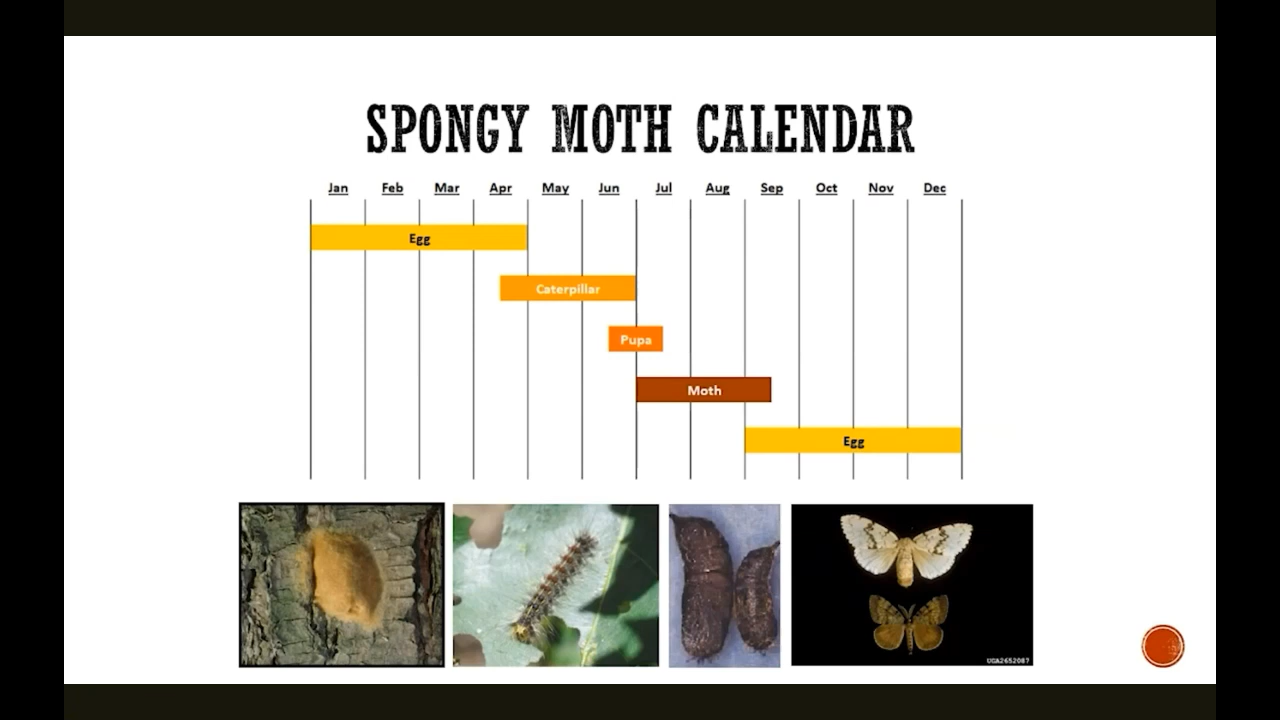 SPONGY MOTH CALENDAR
Jan Feb Mar Apr May Jun Jul Aug Sep Oct Nov Dec
Egg
Caterpillar
Pupa
Moth
Egg
UGA2652087